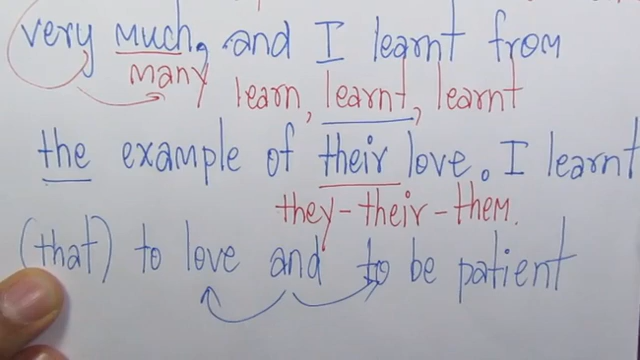 very much, and I learnt from
many learn, learnt, learnt
the example of their love. I learnt
they-their-them.
(that) to love and to be patient